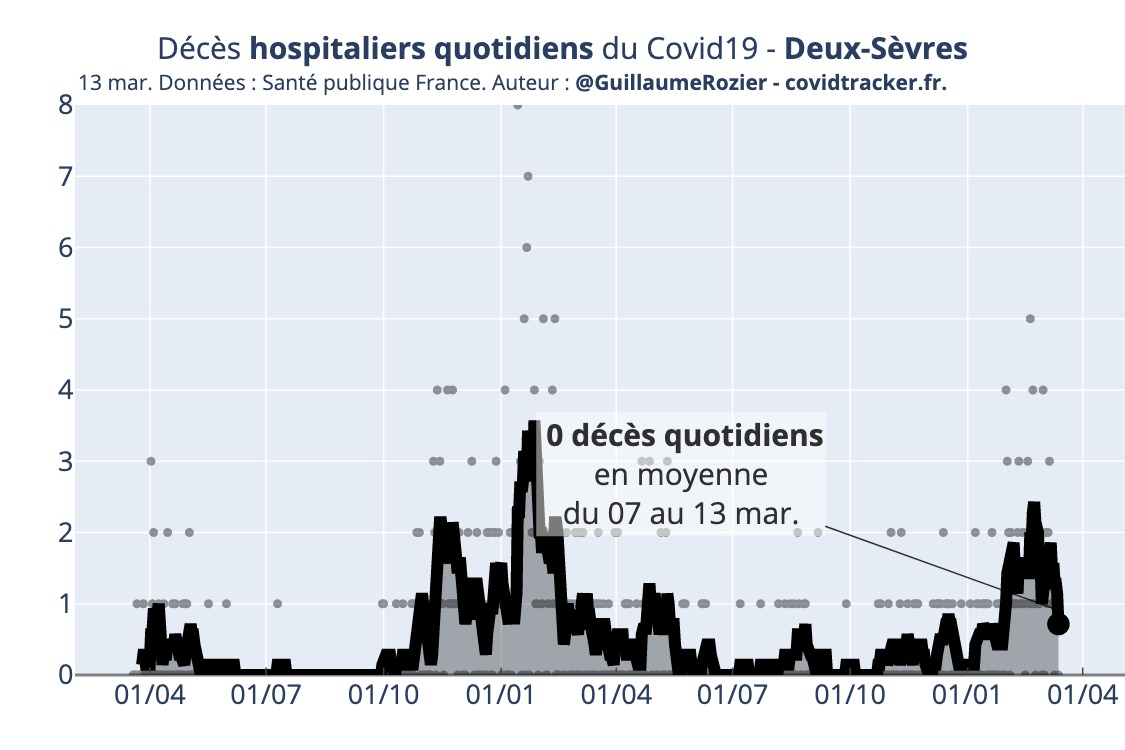 Décès hospitaliers quotidiens du Covid19 - Deux-Sèvres
13 mar. Données : Santé publique France. Auteur : @GuillaumeRozier - covidtracker.fr.
8
7
6
5
4
3
2
1
0
0 décès quotidiens
en moyenne
du 07 au 13 mar.
01/04 01/07 01/10 01/01 01/04 01/07 01/10 01/01 01/04